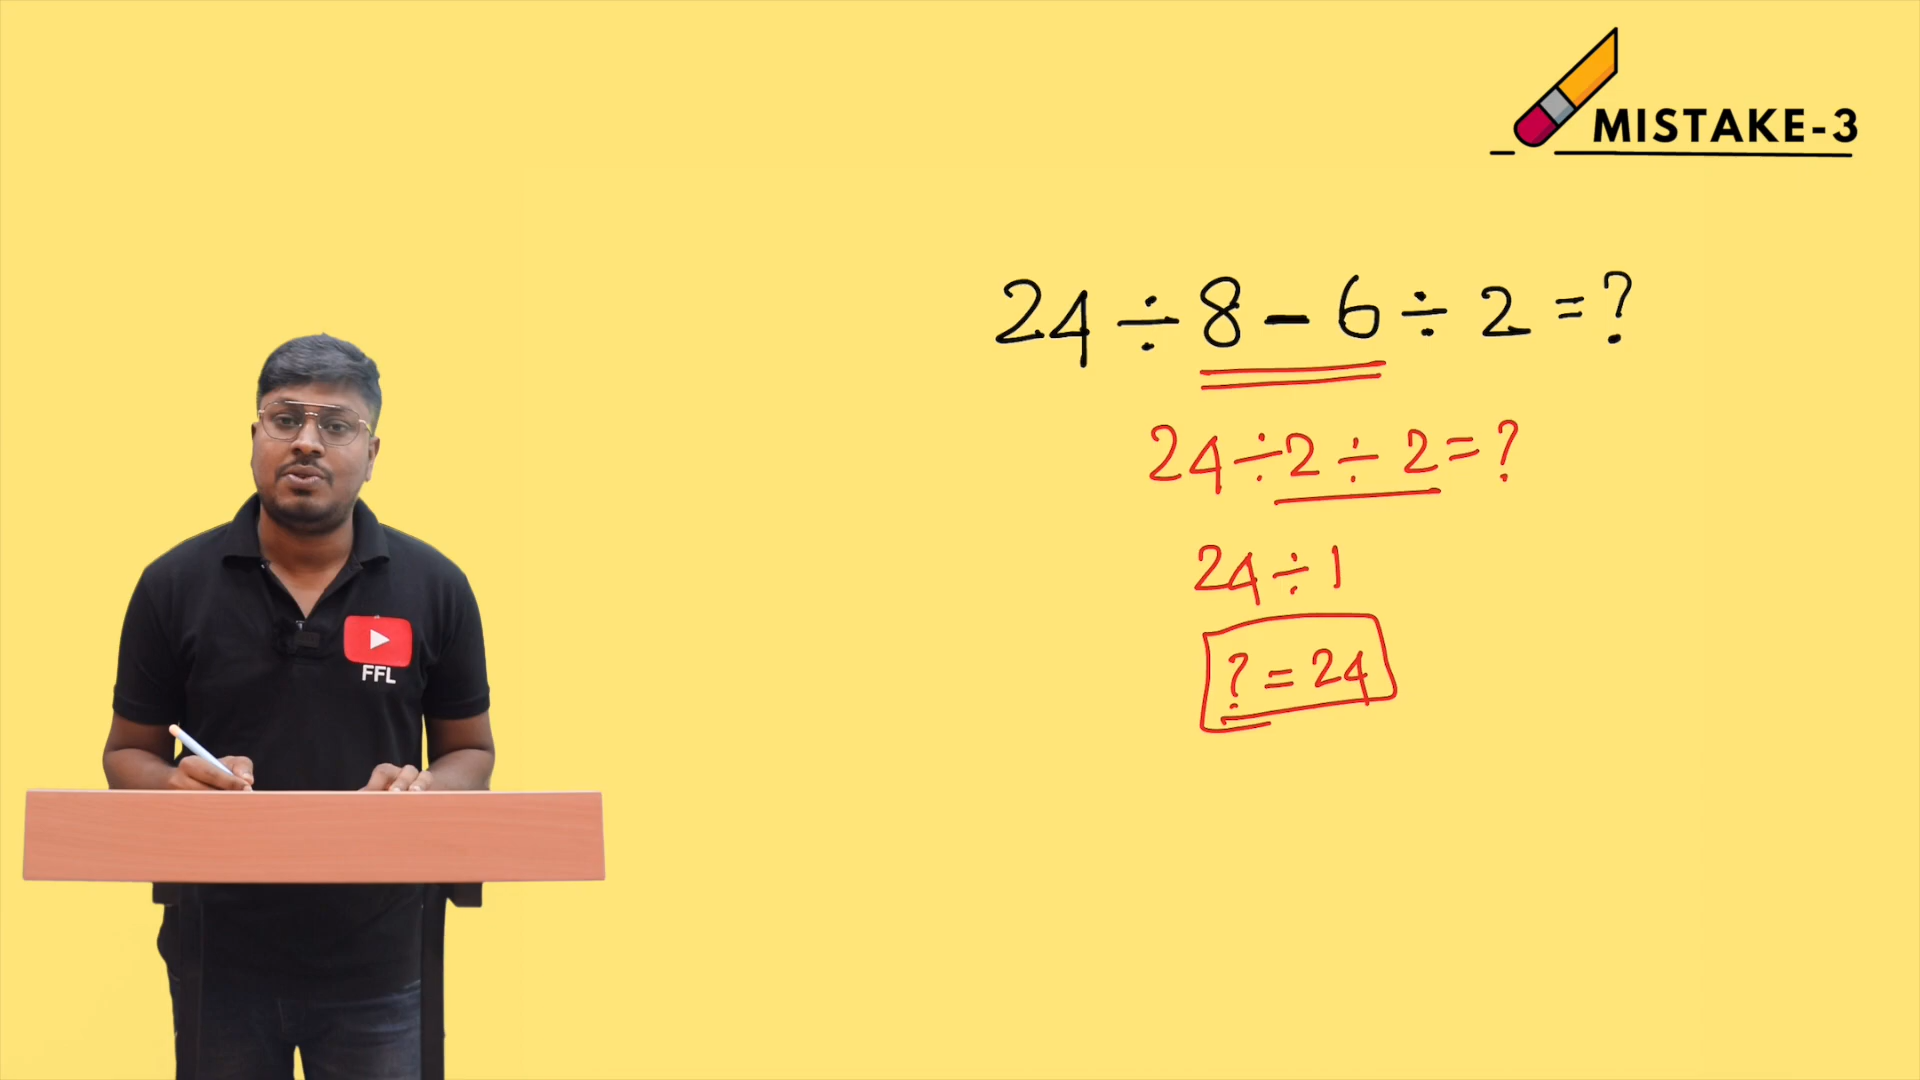 MISTAKE-3
24 ÷ 8 - 6 ÷ 2 = ?
24 ÷ 2 ÷ 2 = ?
24 ÷ 1
? = 24
FFL